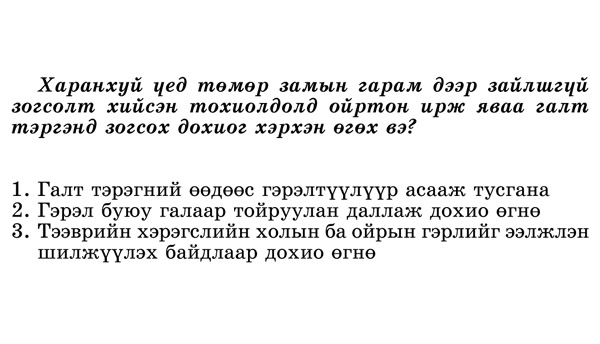 Харанхуй үед төмөр замын гарам дээр зайлшгүй
зогсолт хийсэн тохиолдолд ойртон ирж яваа галт
тэргэнд зогсох дохиог хэрхэн өгөх вэ?
1. Галт тэрэгний өөдөөс гэрэлтүүлүүр асааж тусгана
2. Гэрэл буюу галаар тойруулан даллаж дохио өгнө
3. Тээврийн хэрэгслийн холын ба ойрын гэрлийг ээлжлэн
шилжүүлэх байдлаар дохио өгнө